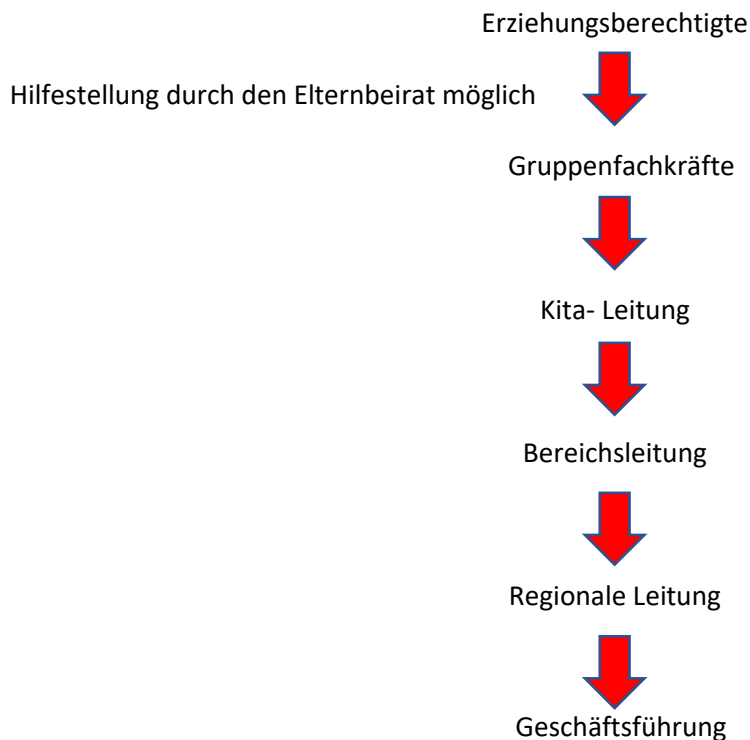 Erziehungsberechtigte
Hilfestellung durch den Elternbeirat möglich
Gruppenfachkräfte
Kita- Leitung
Bereichsleitung
Regionale Leitung
Geschäftsführung